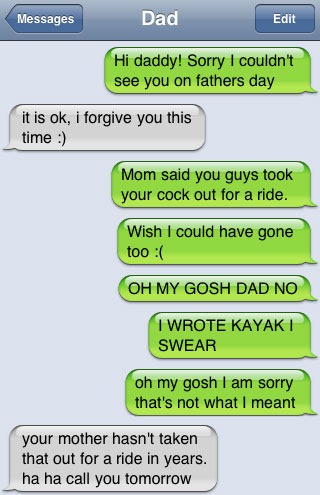 Messages
Dad
Edit
Hi daddy! Sorry I couldn't
see you on fathers day
it is ok, i forgive you this
time :)
Mom said you guys took
your cock out for a ride.
Wish I could have gone
too :(
OH MY GOSH DAD NO
I WROTE KAYAK I
SWEAR
oh my gosh I am sorry
that's not what I meant
your mother hasn't taken
that out for a ride in years.
ha ha call you tomorrow